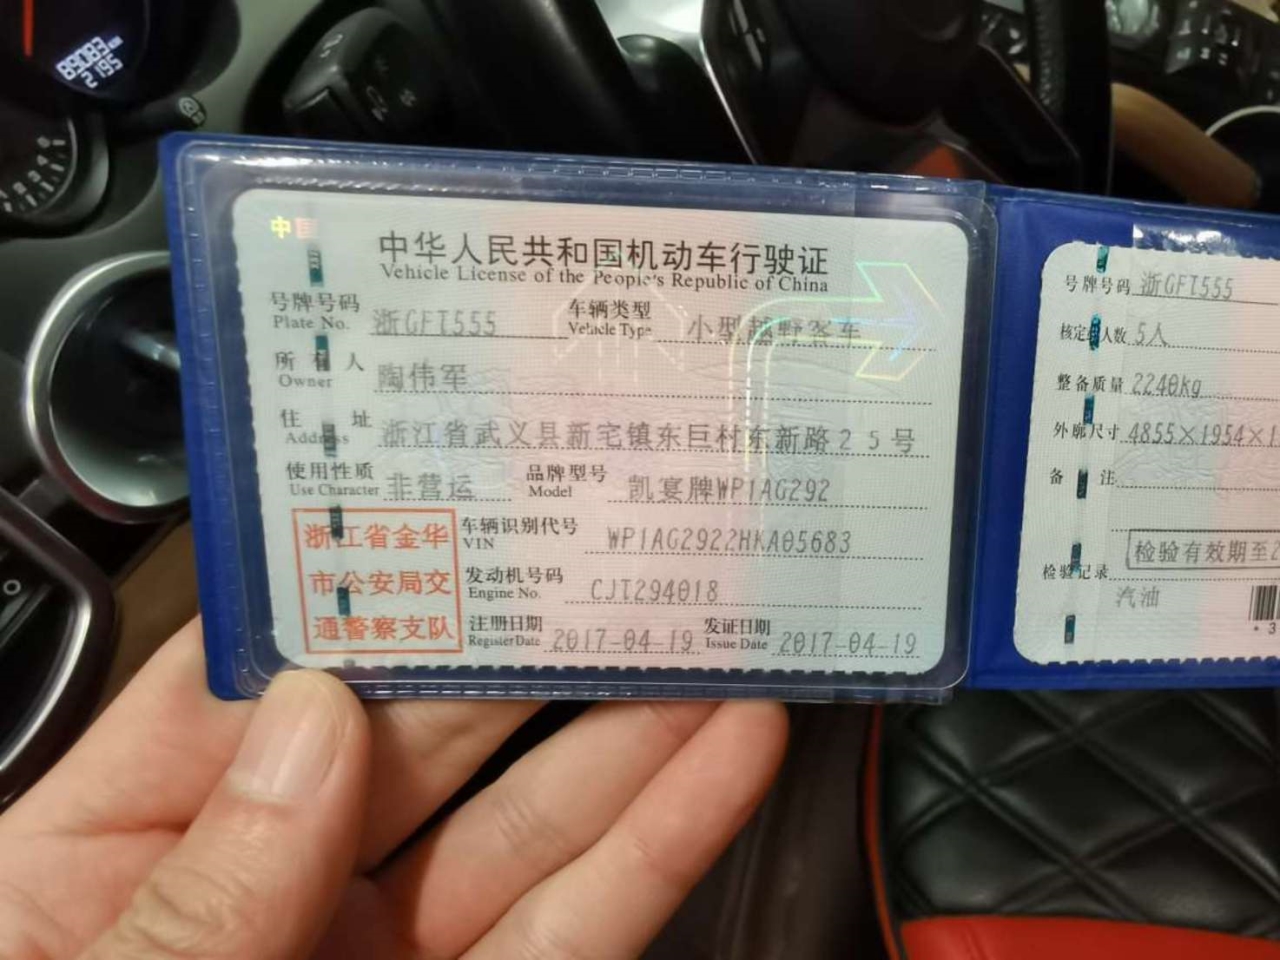 89083 KM
2195
中国
中华人民共和国机动车行驶证
Vehicle License of the People's Republic of China
号牌号码 浙GFT555 车辆类型 小型越野客车
Plate No. Vehicle Type
所有人 陶伟军
Owner
住址 浙江省武义县新宅镇东巨村东新路25号
Address
使用性质 非营运 品牌型号 凯宴牌WP1AG292
Use Character Model
浙江省金华
市公安局交
通警察支队
车辆识别代号 WP1AG2922HKA05683
VIN
发动机号码 CJT294018
Engine No.
注册日期 2017-04-19 发证日期 2017-04-19
Register Date Issue Date
号牌号码 浙GFT555
核定载人数 5人
整备质量 2240kg
外廓尺寸 4855×1954×1
备注
检验有效期至2
检验记录
汽油